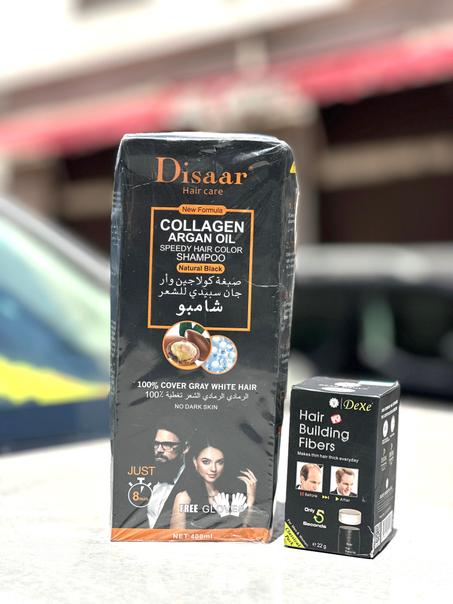 Disaar
Hair care
New Formula
COLLAGEN
ARGAN OIL
SPEEDY HAIR COLOR
SHAMPOO
Natural Black
صبغة كولاجين وأر
جان سبيدي للشعر
شامبو
100% COVER GRAY WHITE HAIR
الرمادي الرمادي الشعر تغطية 100٪
NO DARK SKIN
JUST
8
FREE GLOVES
NET 400ml
DeXe
Hair
Building
Fibers
Makes thin hair thick everyday
Before
After
Only 5
Seconds
e 22 g